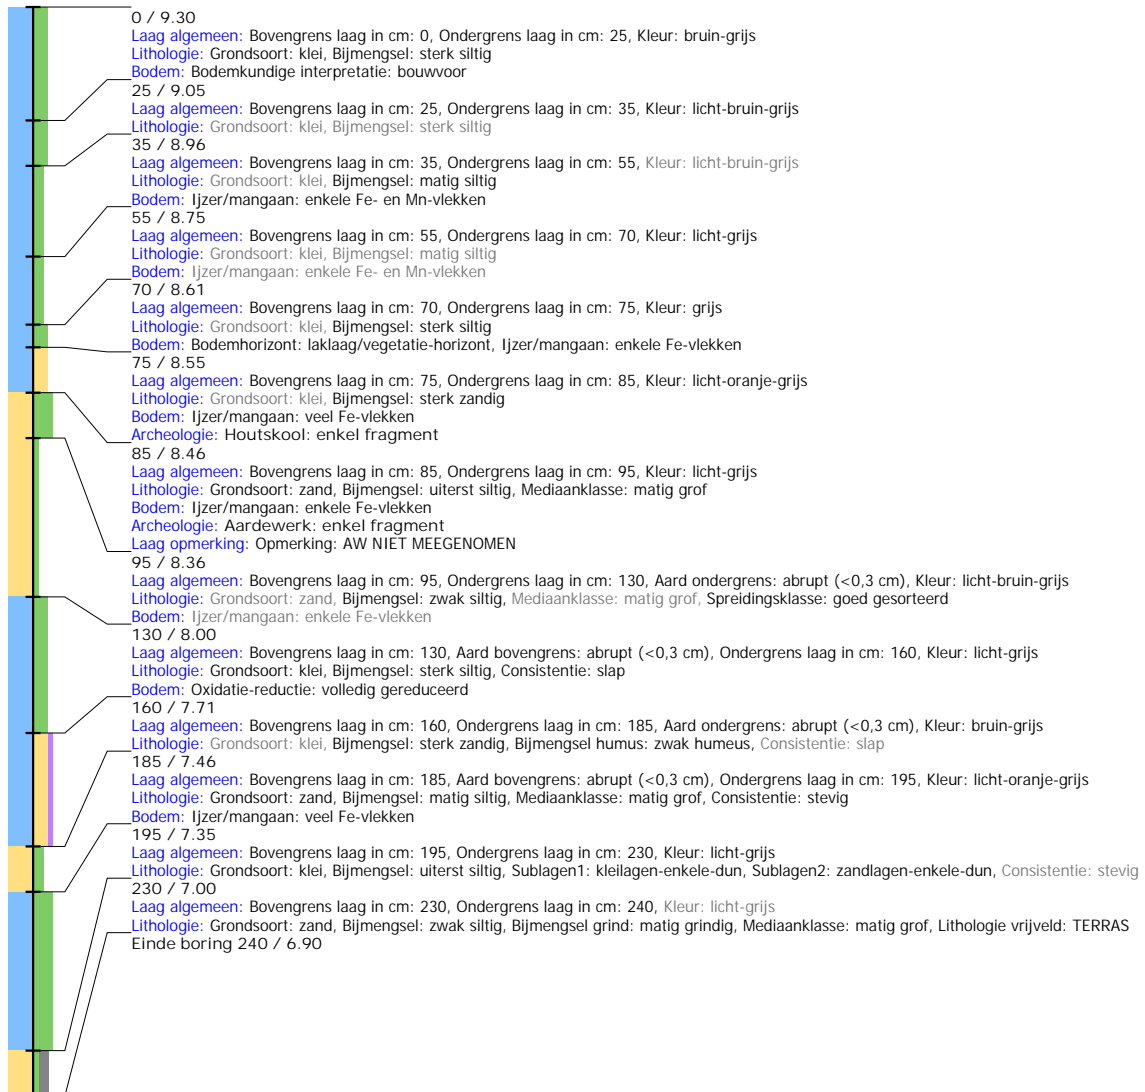 0 / 9.30
Laag algemeen: Bovengrens laag in cm: 0, Ondergrens laag in cm: 25, Kleur: bruin-grijs
Lithologie: Grondsoort: klei, Bijmengsel: sterk siltig
Bodem: Bodemkundige interpretatie: bouwvoor
25 / 9.05
Laag algemeen: Bovengrens laag in cm: 25, Ondergrens laag in cm: 35, Kleur: licht-bruin-grijs
Lithologie: Grondsoort: klei, Bijmengsel: sterk siltig
35 / 8.96
Laag algemeen: Bovengrens laag in cm: 35, Ondergrens laag in cm: 55, Kleur: licht-bruin-grijs
Lithologie: Grondsoort: klei, Bijmengsel: matig siltig
Bodem: Ijzer/mangaan: enkele Fe- en Mn-vlekken
55 / 8.75
Laag algemeen: Bovengrens laag in cm: 55, Ondergrens laag in cm: 70, Kleur: licht-grijs
Lithologie: Grondsoort: klei, Bijmengsel: matig siltig
Bodem: Ijzer/mangaan: enkele Fe- en Mn-vlekken
70 / 8.61
Laag algemeen: Bovengrens laag in cm: 70, Ondergrens laag in cm: 75, Kleur: grijs
Lithologie: Grondsoort: klei, Bijmengsel: sterk siltig
Bodem: Bodemhorizont: laklaag/vegetatie-horizont, Ijzer/mangaan: enkele Fe-vlekken
75 / 8.55
Laag algemeen: Bovengrens laag in cm: 75, Ondergrens laag in cm: 85, Kleur: licht-oranje-grijs
Lithologie: Grondsoort: klei, Bijmengsel: sterk zandig
Bodem: Ijzer/mangaan: veel Fe-vlekken
Archeologie: Houtskool: enkel fragment
85 / 8.46
Laag algemeen: Bovengrens laag in cm: 85, Ondergrens laag in cm: 95, Kleur: licht-grijs
Lithologie: Grondsoort: zand, Bijmengsel: uiterst siltig, Mediaanklasse: matig grof
Bodem: Ijzer/mangaan: enkele Fe-vlekken
Archeologie: Aardewerk: enkel fragment
Laag opmerking: Opmerking: AW NIET MEEGENOMEN
95 / 8.36
Laag algemeen: Bovengrens laag in cm: 95, Ondergrens laag in cm: 130, Aard ondergrens: abrupt (<0,3 cm), Kleur: licht-bruin-grijs
Lithologie: Grondsoort: zand, Bijmengsel: zwak siltig, Mediaanklasse: matig grof, Spreidingsklasse: goed gesorteerd
Bodem: Ijzer/mangaan: enkele Fe-vlekken
130 / 8.00
Laag algemeen: Bovengrens laag in cm: 130, Aard bovengrens: abrupt (<0,3 cm), Ondergrens laag in cm: 160, Kleur: licht-grijs
Lithologie: Grondsoort: klei, Bijmengsel: sterk siltig, Consistentie: slap
Bodem: Oxidatie-reductie: volledig gereduceerd
160 / 7.71
Laag algemeen: Bovengrens laag in cm: 160, Ondergrens laag in cm: 185, Aard ondergrens: abrupt (<0,3 cm), Kleur: bruin-grijs
Lithologie: Grondsoort: klei, Bijmengsel: sterk zandig, Bijmengsel humus: zwak humeus, Consistentie: slap
185 / 7.46
Laag algemeen: Bovengrens laag in cm: 185, Aard bovengrens: abrupt (<0,3 cm), Ondergrens laag in cm: 195, Kleur: licht-oranje-grijs
Lithologie: Grondsoort: zand, Bijmengsel: matig siltig, Mediaanklasse: matig grof, Consistentie: stevig
Bodem: Ijzer/mangaan: veel Fe-vlekken
195 / 7.35
Laag algemeen: Bovengrens laag in cm: 195, Ondergrens laag in cm: 230, Kleur: licht-grijs
Lithologie: Grondsoort: klei, Bijmengsel: uiterst siltig, Sublagen1: kleilagen-enkele-dun, Sublagen2: zandlagen-enkele-dun, Consistentie: stevig
230 / 7.00
Laag algemeen: Bovengrens laag in cm: 230, Ondergrens laag in cm: 240, Kleur: licht-grijs
Lithologie: Grondsoort: zand, Bijmengsel: zwak siltig, Bijmengsel grind: matig grindig, Mediaanklasse: matig grof, Lithologie vrijveld: TERRAS
Einde boring 240 / 6.90